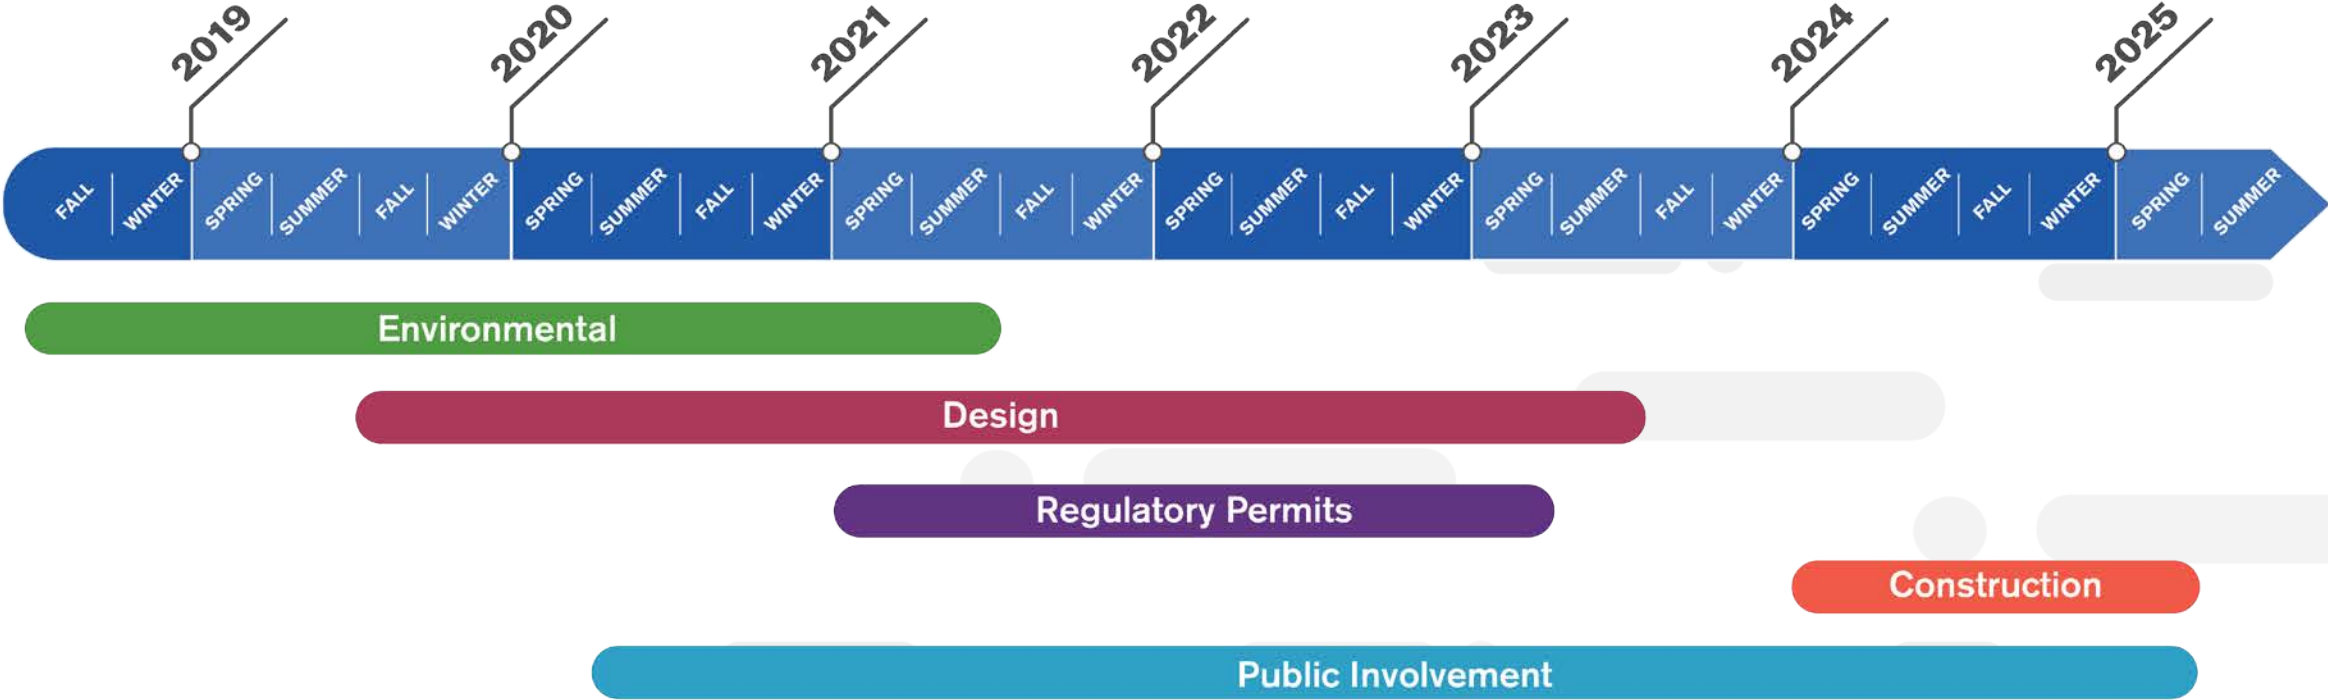 2019 2020 2021 2022 2023 2024 2025
FALL WINTER SPRING SUMMER FALL WINTER SPRING SUMMER FALL WINTER SPRING SUMMER FALL WINTER SPRING SUMMER FALL WINTER SPRING SUMMER FALL WINTER SPRING SUMMER FALL WINTER SPRING SUMMER
Environmental
Design
Regulatory Permits
Construction
Public Involvement